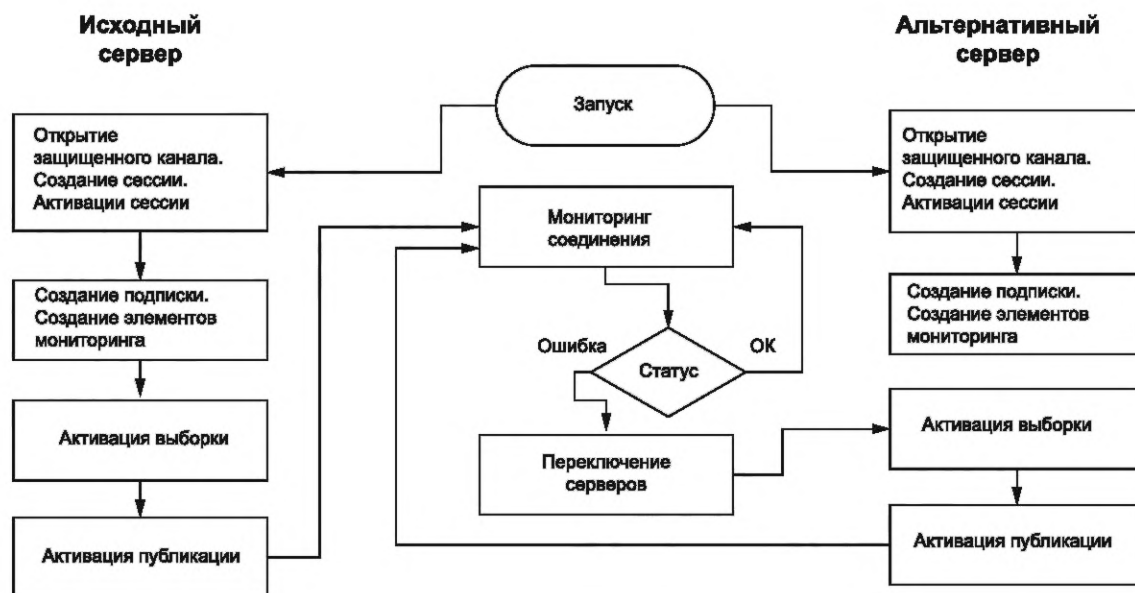 Исходный
сервер
Альтернативный
сервер
Запуск
Открытие
защищенного канала.
Создание сессии.
Активации сессии
Открытие
защищенного канала.
Создание сессии.
Активации сессии
Мониторинг
соединения
Создание подписки.
Создание элементов
мониторинга
Создание подписки.
Создание элементов
мониторинга
Ошибка
ОК
Статус
Активация выборки
Переключение
серверов
Активация выборки
Активация публикации
Активация публикации